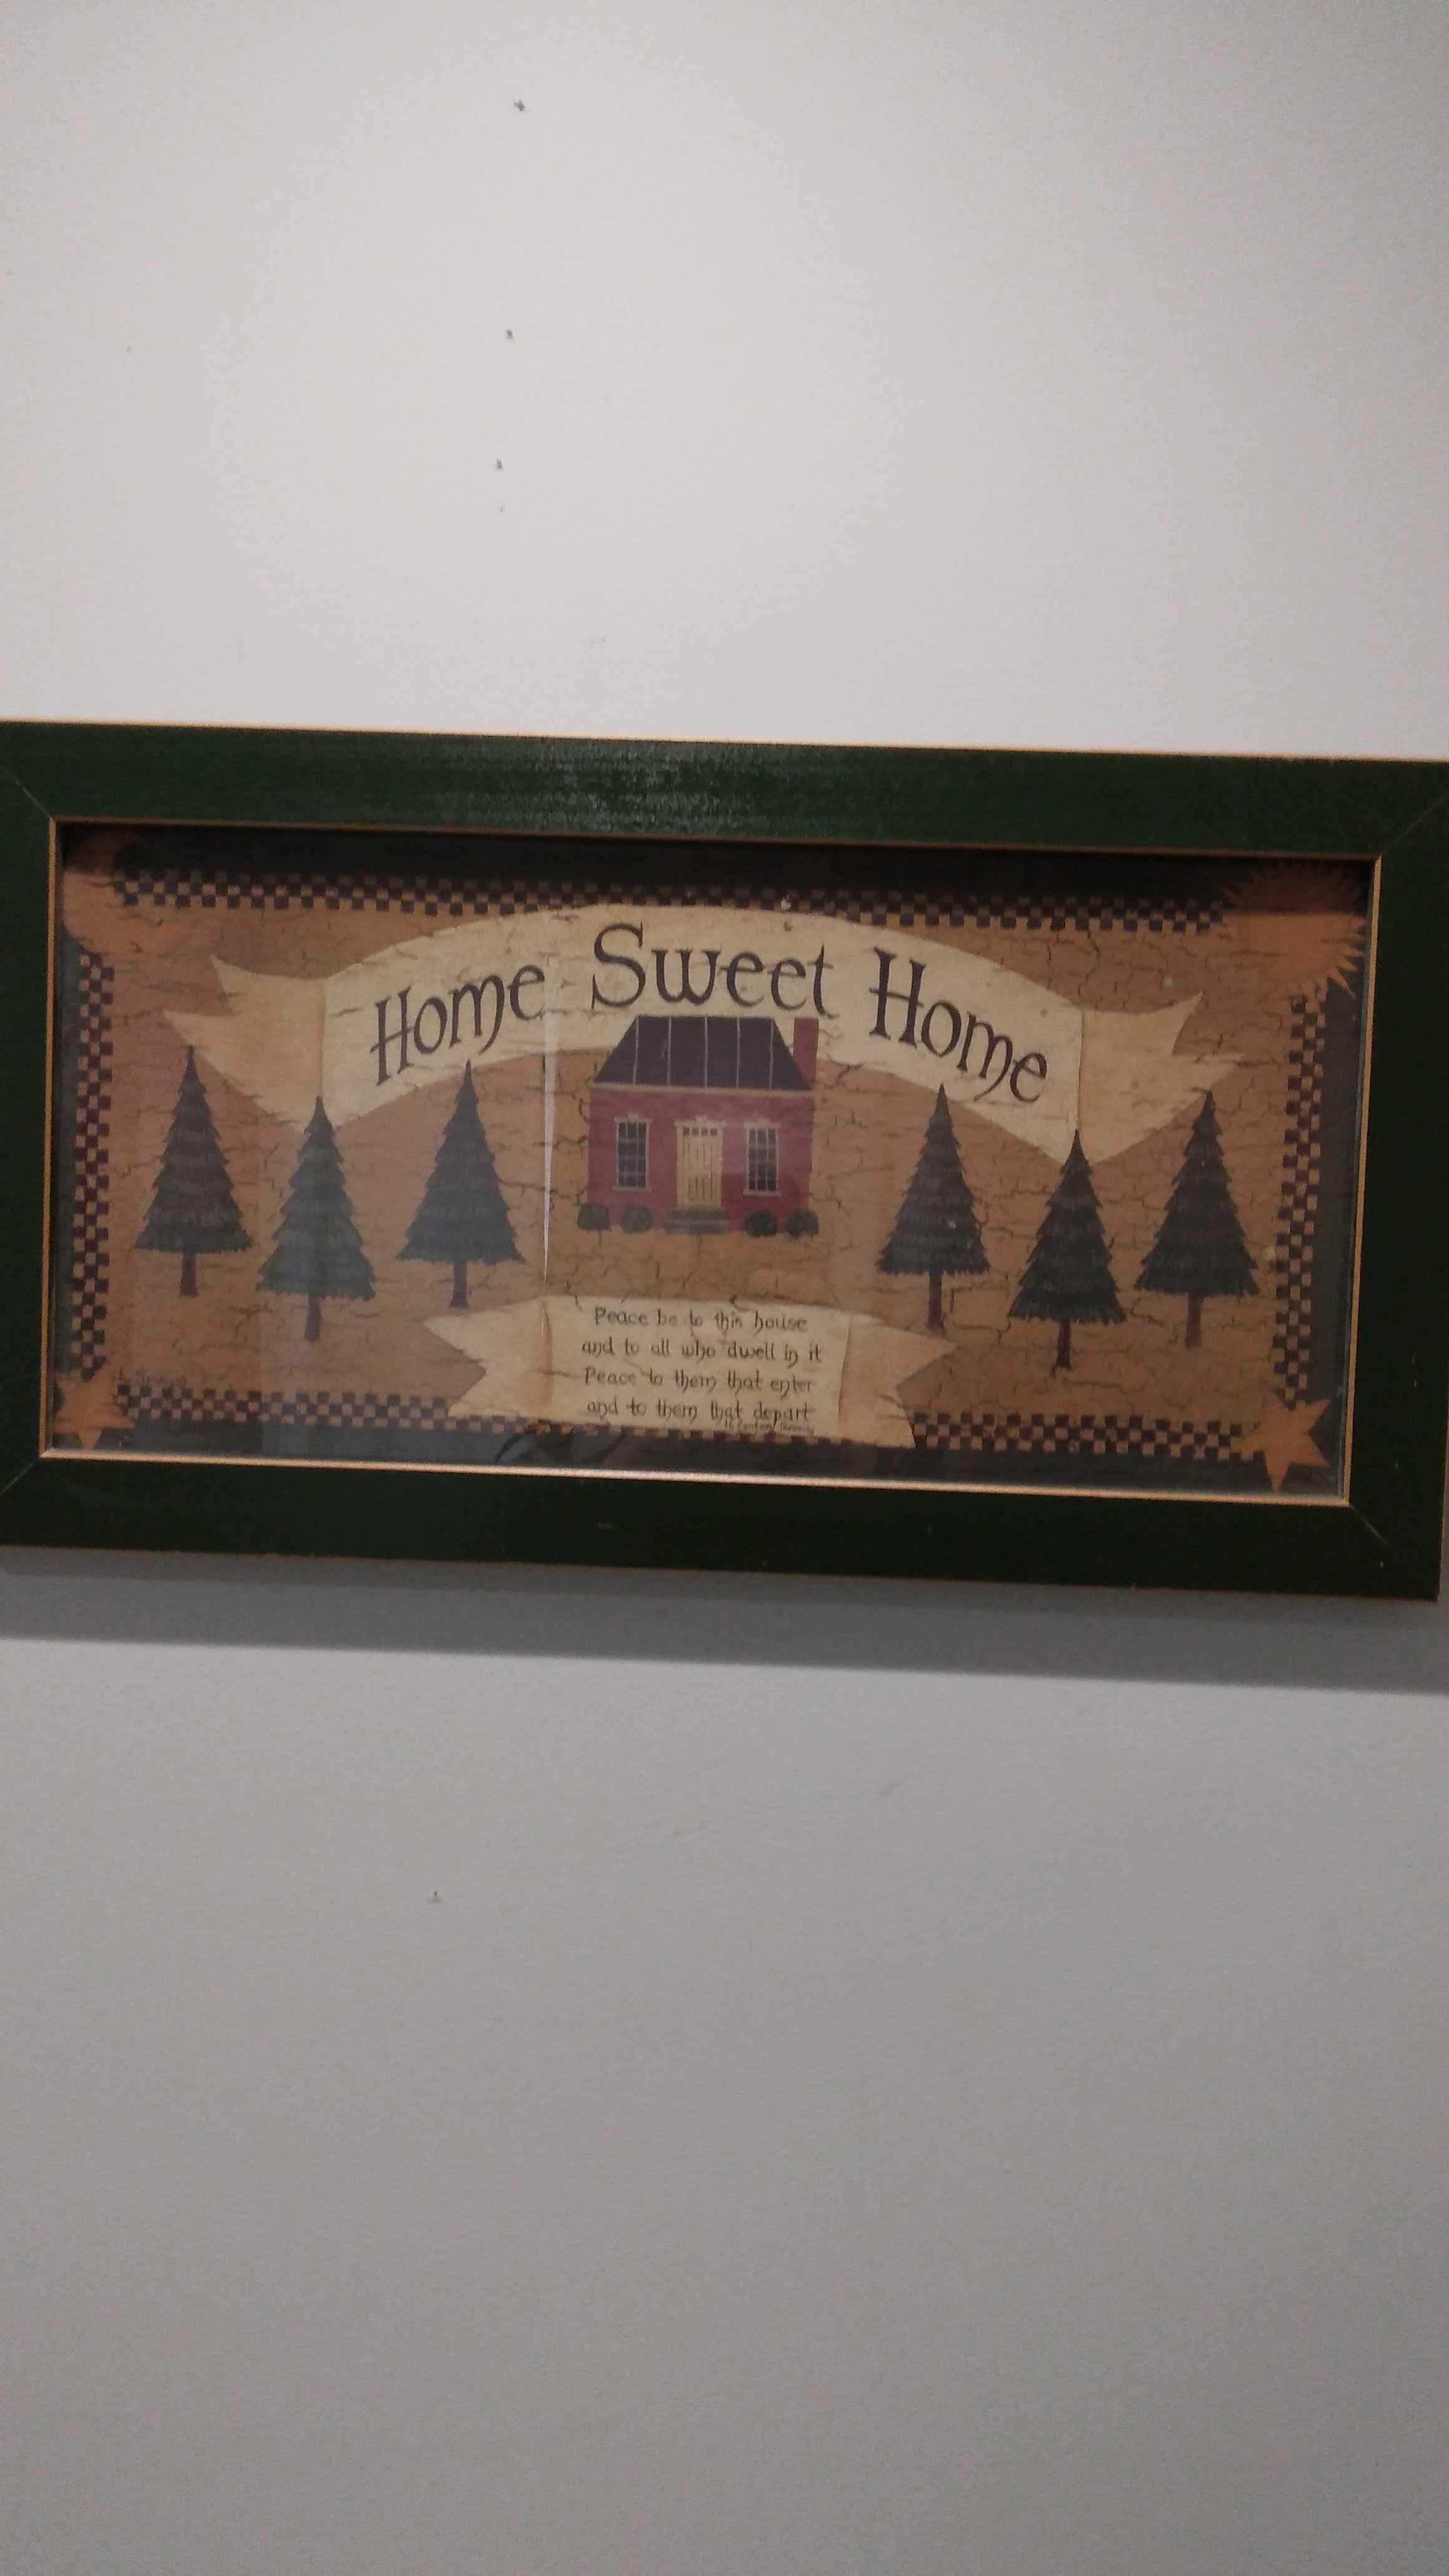 Home Sweet Home
Peace be to this house
and to all who dwell in it
Peace to them that enter
and to them that depart